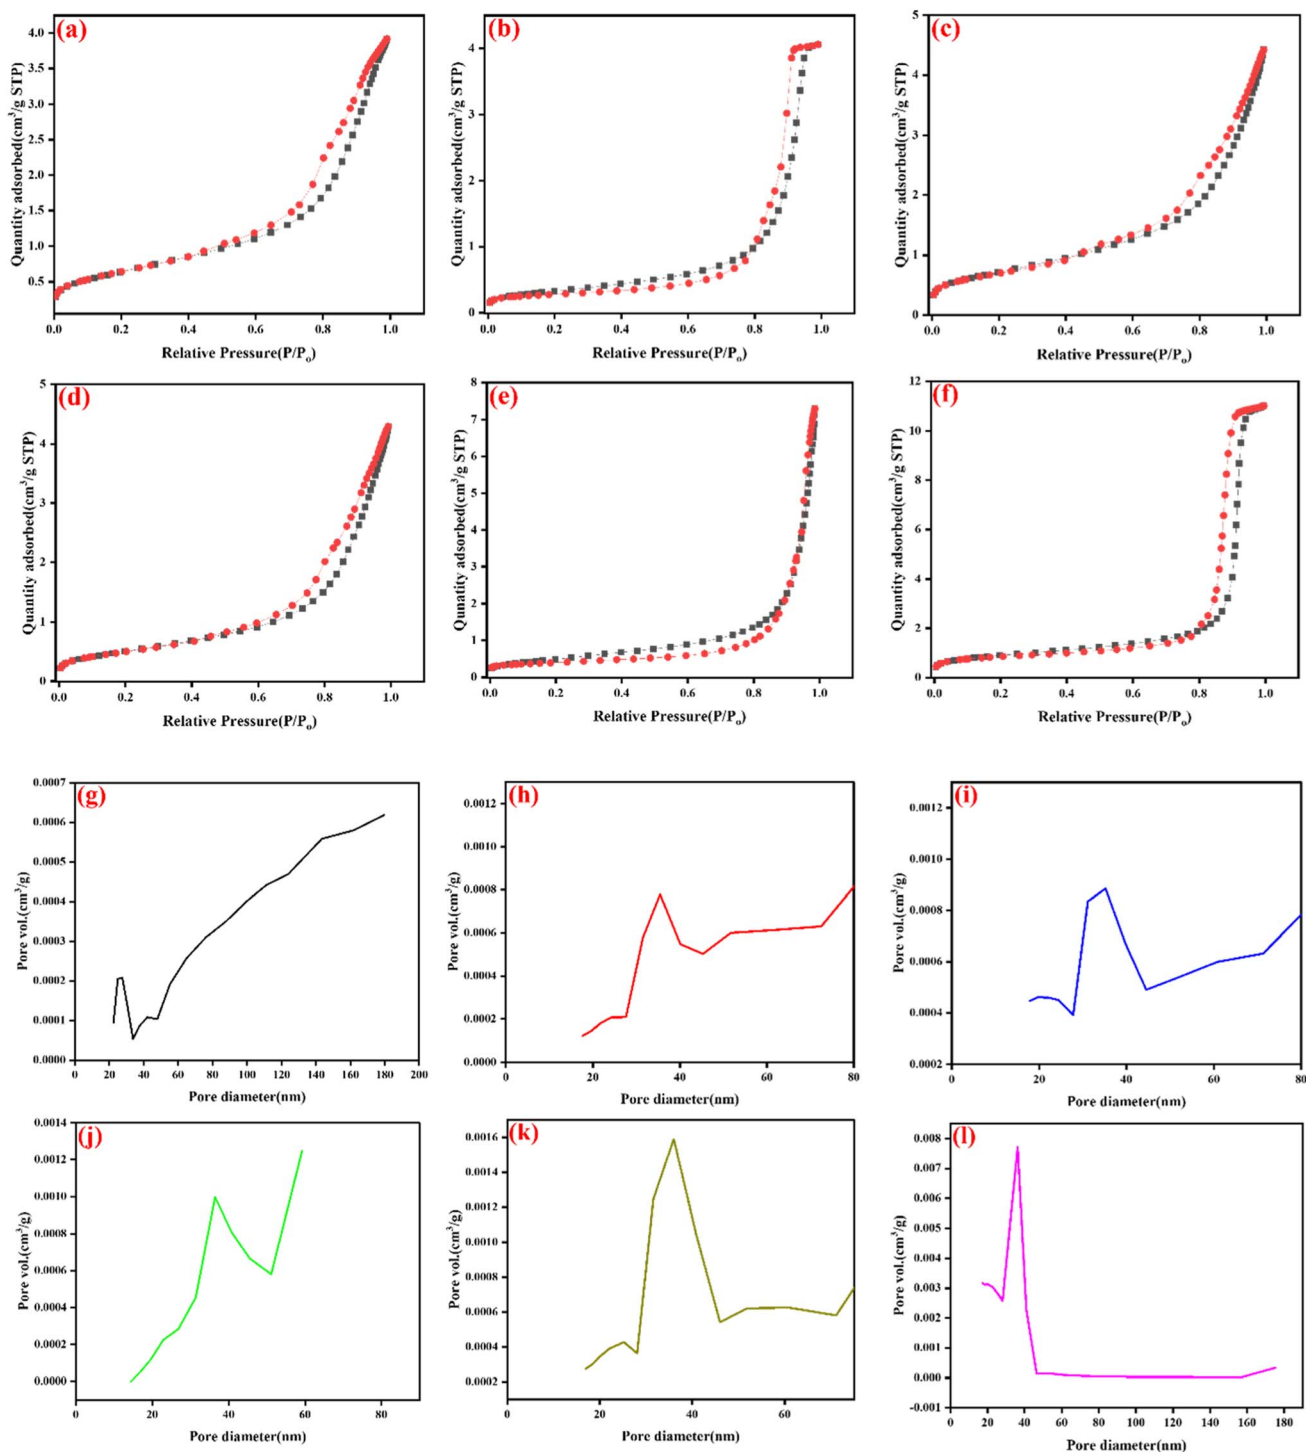 (a)
Quantity adsorbed(cm³/g STP)
4.0
3.5
3.0
2.5
2.0
1.5
1.0
0.5
0.0 0.2 0.4 0.6 0.8 1.0
Relative Pressure(P/Pₒ)
(b)
Quantity adsorbed(cm³/g STP)
4
3
2
1
0
0.0 0.2 0.4 0.6 0.8 1.0
Relative Pressure(P/Pₒ)
(c)
Quantity adsorbed(cm³/g STP)
5
4
3
2
1
0
0.0 0.2 0.4 0.6 0.8 1.0
Relative Pressure(P/Pₒ)
(d)
Quantity adsorbed(cm³/g STP)
5
4
3
2
1
0
0.0 0.2 0.4 0.6 0.8 1.0
Relative Pressure(P/Pₒ)
(e)
Qunatity adsorbed(cm³/g STP)
8
7
6
5
4
3
2
1
0
0.0 0.2 0.4 0.6 0.8 1.0
Relative Pressure(P/Pₒ)
(f)
Quantity adsorbed(cm³/g STP)
12
10
8
6
4
2
0
0.0 0.2 0.4 0.6 0.8 1.0
Relative Pressure(P/Pₒ)
(g)
Pore vol.(cm³/g)
0.0007
0.0006
0.0005
0.0004
0.0003
0.0002
0.0001
0.0000
0 20 40 60 80 100 120 140 160 180 200
Pore diameter(nm)
(h)
Pore vol.(cm³/g)
0.0012
0.0010
0.0008
0.0006
0.0004
0.0002
0.0000
0 20 40 60 80
Pore diameter(nm)
(i)
Pore vol.(cm³/g)
0.0012
0.0010
0.0008
0.0006
0.0004
0.0002
0 20 40 60 80
Pore diameter(nm)
(j)
Pore vol.(cm³/g)
0.0014
0.0012
0.0010
0.0008
0.0006
0.0004
0.0002
0.0000
0 20 40 60 80
Pore diameter(nm)
(k)
Pore vol.(cm³/g)
0.0016
0.0014
0.0012
0.0010
0.0008
0.0006
0.0004
0.0002
0 20 40 60
Pore diameter(nm)
(l)
Pore vol.(cm³/g)
0.008
0.007
0.006
0.005
0.004
0.003
0.002
0.001
0.000
-0.001
0 20 40 60 80 100 120 140 160 180
Pore diameter(nm)